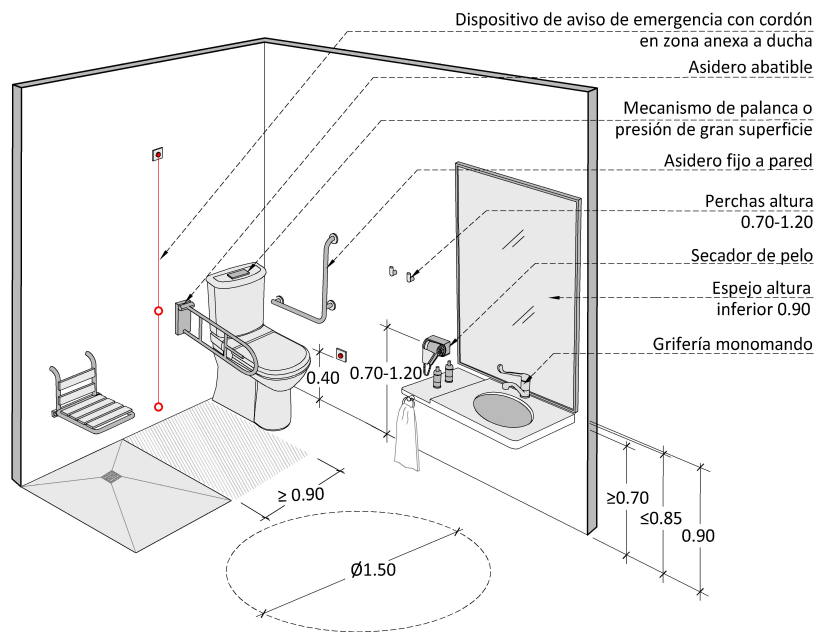 Dispositivo de aviso de emergencia con cordón
en zona anexa a ducha
Asidero abatible
Mecanismo de palanca o
presión de gran superficie
Asidero fijo a pared
Perchas altura
0.70-1.20
Secador de pelo
Espejo altura
inferior 0.90
Grifería monomando
0.40
0.70-1.20
≥ 0.90
≥0.70
≤0.85
0.90
Ø1.50